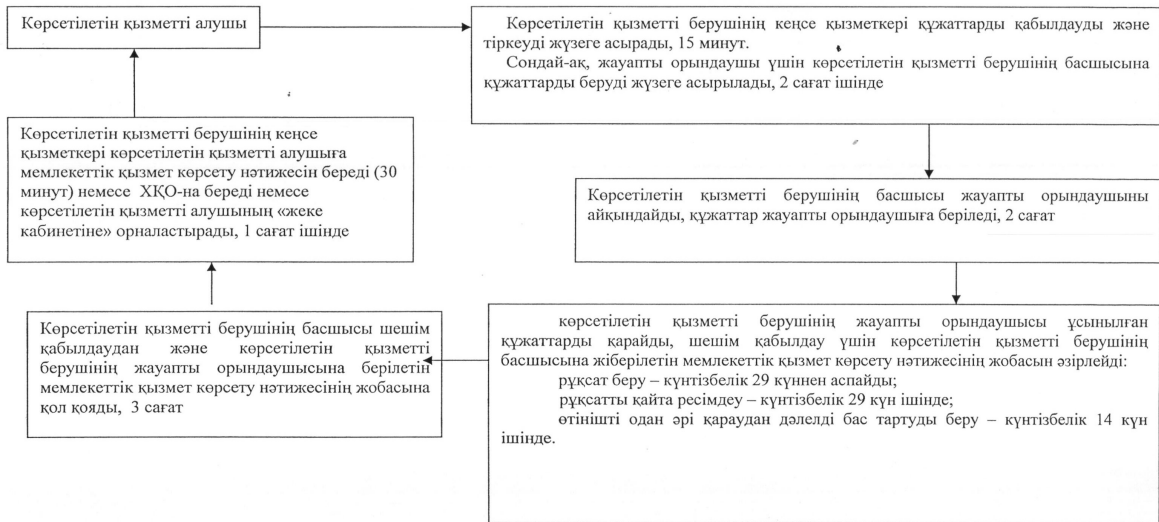 Көрсетілетін қызметті алушы
Көрсетілетін қызметті берушінің кеңсе қызметкері құжаттарды қабылдауды және
тіркеуді жүзеге асырады, 15 минут.
Сондай-ақ, жауапты орындаушы үшін көрсетілетін қызметті берушінің басшысына
құжаттарды беруді жүзеге асырылады, 2 сағат ішінде
Көрсетілетін қызметті берушінің басшысы жауапты орындаушыны
айқындайды, құжаттар жауапты орындаушыға беріледі, 2 сағат
көрсетілетін қызметті берушінің жауапты орындаушысы ұсынылған
құжаттарды қарайды, шешім қабылдау үшін көрсетілетін қызметті берушінің
басшысына жіберілетін мемлекеттік қызмет көрсету нәтижесінің жобасын әзірлейді:
рұқсат беру – күнтізбелік 29 күннен аспайды;
рұқсатты қайта ресімдеу – күнтізбелік 29 күн ішінде;
өтінішті одан әрі қараудан дәлелді бас тартуды беру – күнтізбелік 14 күн
ішінде.
Көрсетілетін қызметті берушінің басшысы шешім
қабылдаудан және көрсетілетін қызметті
берушінің жауапты орындаушысына берілетін
мемлекеттік қызмет көрсету нәтижесінің жобасына
қол қояды, 3 сағат
Көрсетілетін қызметті берушінің кеңсе
қызметкері көрсетілетін қызметті алушыға
мемлекеттік қызмет көрсету нәтижесін береді (30
минут) немесе ХҚО-на береді немесе
көрсетілетін қызметті алушының «жеке
кабинетіне» орналастырады, 1 сағат ішінде